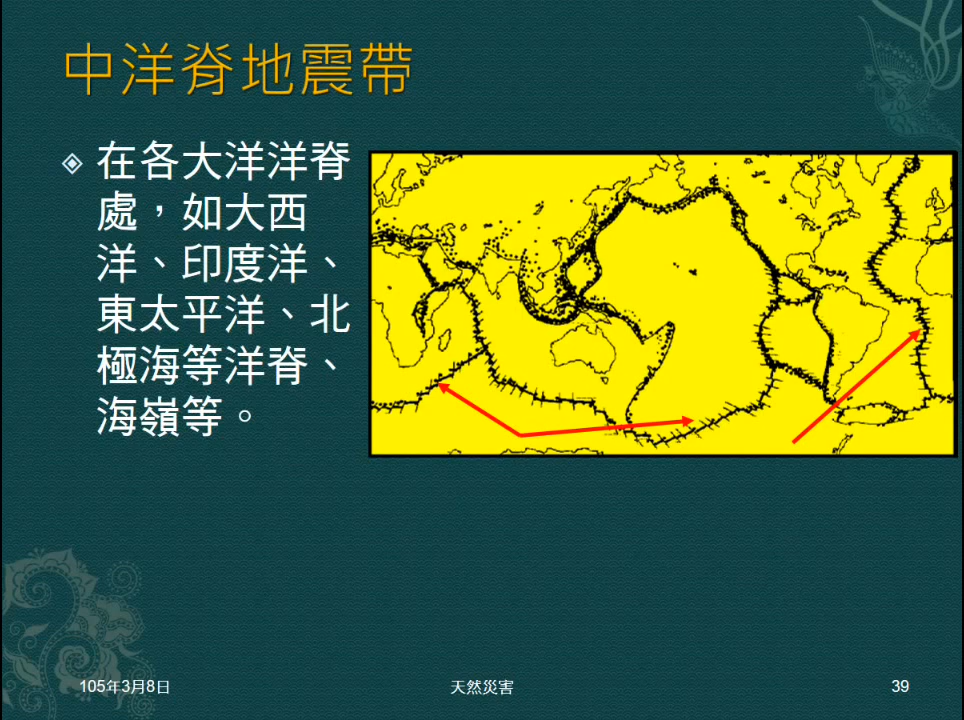 中洋脊地震帶
在各大洋洋脊
處，如大西
洋、印度洋、
東太平洋、北
極海等洋脊、
海嶺等。
105年3月8日
天然災害
39